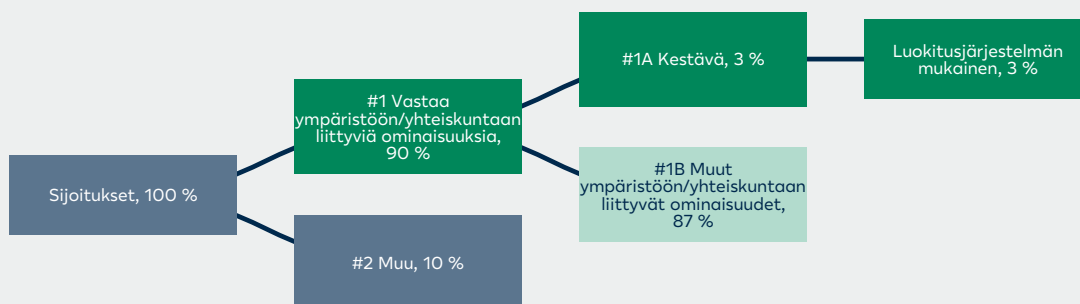 Sijoitukset, 100 %
#1 Vastaa
ympäristöön/yhteiskuntaan
liittyviä ominaisuuksia,
90 %
#2 Muu, 10 %
#1A Kestävä, 3 %
#1B Muut
ympäristöön/yhteiskuntaan
liittyvät ominaisuudet,
87 %
Luokitusjärjestelmän
mukainen, 3 %